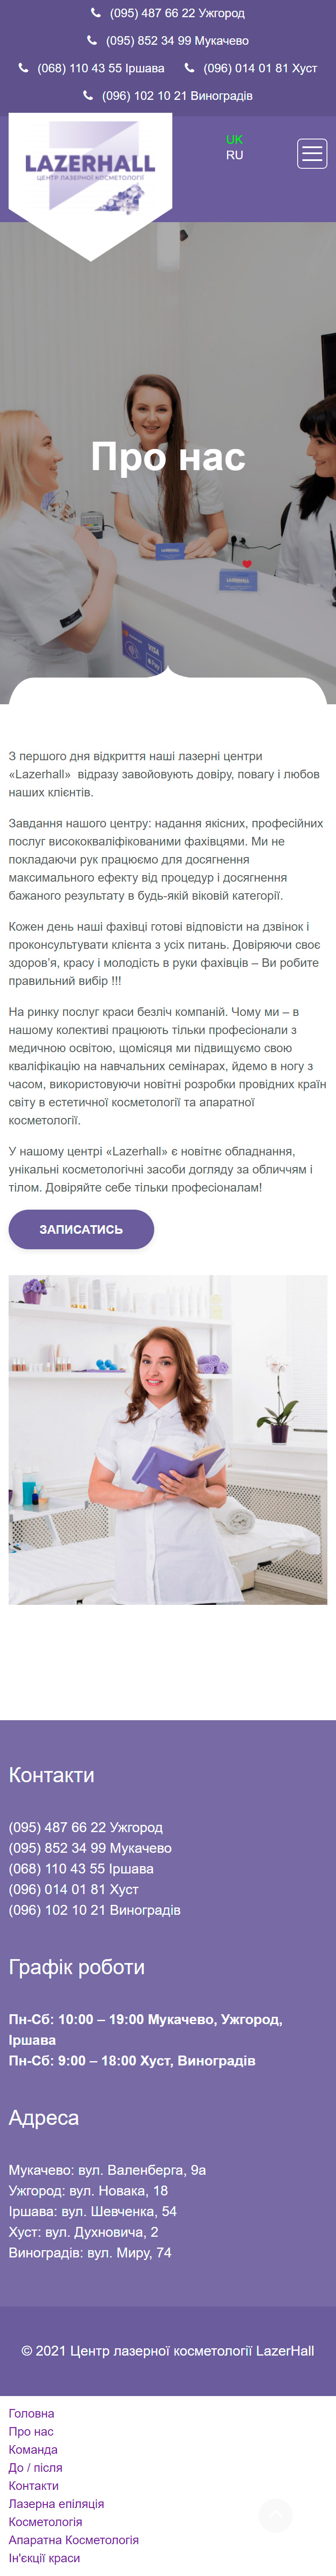 (095) 487 66 22 Ужгород
(095) 852 34 99 Мукачево
(068) 110 43 55 Іршава (096) 014 01 81 Хуст
(096) 102 10 21 Виноградів
LAZERHALL
ЦЕНТР ЛАЗЕРНОЇ КОСМЕТОЛОГІЇ
UK
RU
Про нас
LAZERHALL
LAZERHALL
VISA
Pay
З першого дня відкриття наші лазерні центри
«Lazerhall» відразу завойовують довіру, повагу і любов
наших клієнтів.
Завдання нашого центру: надання якісних, професійних
послуг висококваліфікованими фахівцями. Ми не
покладаючи рук працюємо для досягнення
максимального ефекту від процедур і досягнення
бажаного результату в будь-якій віковій категорії.
Кожен день наші фахівці готові відповісти на дзвінок і
проконсультувати клієнта з усіх питань. Довіряючи своє
здоров’я, красу і молодість в руки фахівців – Ви робите
правильний вибір !!!
На ринку послуг краси безліч компаній. Чому ми – в
нашому колективі працюють тільки професіонали з
медичною освітою, щомісяця ми підвищуємо свою
кваліфікацію на навчальних семінарах, йдемо в ногу з
часом, використовуючи новітні розробки провідних країн
світу в естетичної косметології та апаратної
косметології.
У нашому центрі «Lazerhall» є новітнє обладнання,
унікальні косметологічні засоби догляду за обличчям і
тілом. Довіряйте себе тільки професіоналам!
ЗАПИСАТИСЬ
Контакти
(095) 487 66 22 Ужгород
(095) 852 34 99 Мукачево
(068) 110 43 55 Іршава
(096) 014 01 81 Хуст
(096) 102 10 21 Виноградів
Графік роботи
Пн-Сб: 10:00 – 19:00 Мукачево, Ужгород,
Іршава
Пн-Сб: 9:00 – 18:00 Хуст, Виноградів
Адреса
Мукачево: вул. Валенберга, 9а
Ужгород: вул. Новака, 18
Іршава: вул. Шевченка, 54
Хуст: вул. Духновича, 2
Виноградів: вул. Миру, 74
© 2021 Центр лазерної косметології LazerHall
Головна
Про нас
Команда
До / після
Контакти
Лазерна епіляція
Косметологія
Апаратна Косметологія
Ін'єкції краси